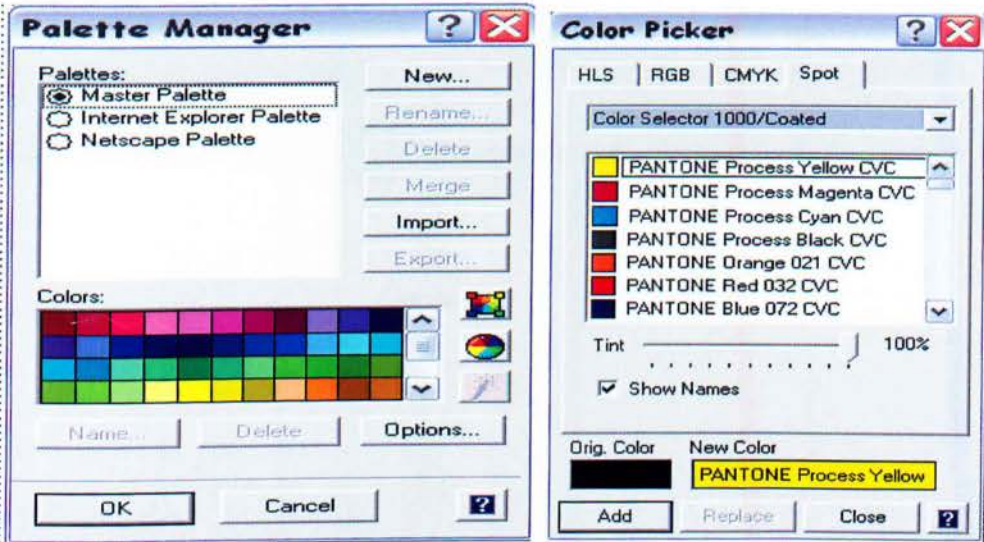 Palette Manager
?
Palettes:
Master Palette
Internet Explorer Palette
Netscape Palette
New...
Rename...
Delete
Merge
Import...
Export...
Colors:
Name...
Delete
Options...
OK
Cancel
?
Color Picker
?
HLS
RGB
CMYK
Spot
Color Selector 1000/Coated
PANTONE Process Yellow CVC
PANTONE Process Magenta CVC
PANTONE Process Cyan CVC
PANTONE Process Black CVC
PANTONE Orange 021 CVC
PANTONE Red 032 CVC
PANTONE Blue 072 CVC
Tint
100%
Show Names
Orig. Color
New Color
PANTONE Process Yellow
Add
Replace
Close
?